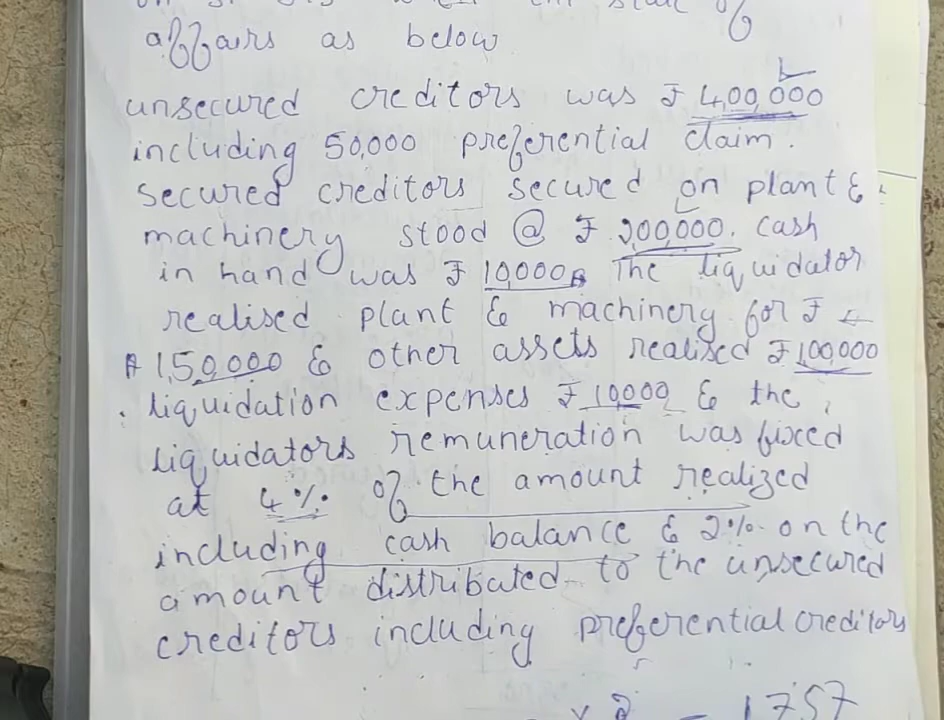 affairs as below
unsecured creditors was ₹ 4,00,000
including 50,000 preferential claim.
secured creditors secured on plant &
machinery stood @ ₹ 200,000. cash
in hand was ₹ 10,000 The liquidator
realised plant & machinery for ₹
1,50,000 & other assets realised ₹ 100,000
liquidation expenses ₹ 10,000 & the
liquidators remuneration was fixed
at 4% of the amount realized
including cash balance & 2% on the
amount distributed to the unsecured
creditors including preferential creditors
x 2 = 1757